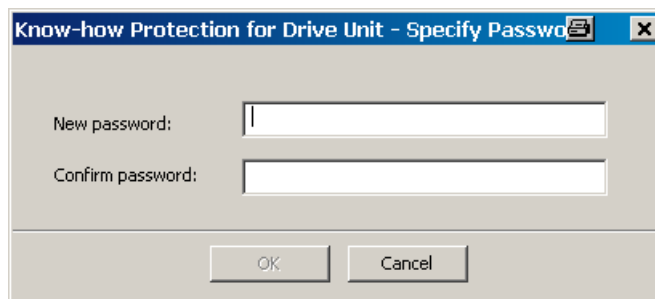 Know-how Protection for Drive Unit - Specify Passwo
New password:
Confirm password:
OK Cancel